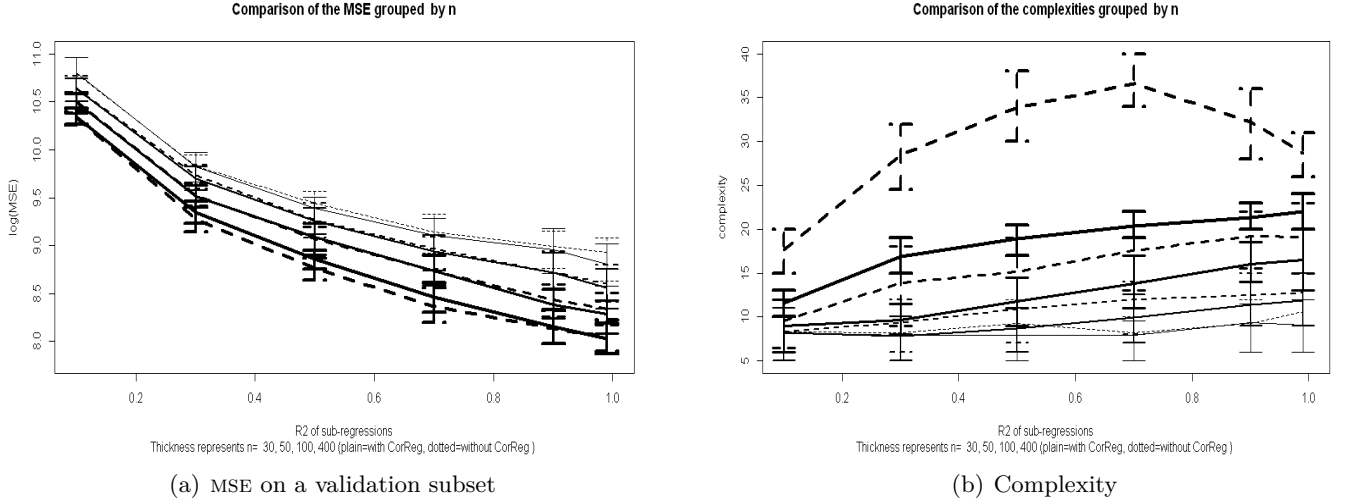 Comparison of the MSE grouped by n
log(MSE)
11.0
10.5
10.0
9.5
9.0
8.5
8.0
0.2 0.4 0.6 0.8 1.0
R2 of sub-regressions
Thickness represents n= 30, 50, 100, 400 (plain=with CorReg, dotted=without CorReg )
(a) MSE on a validation subset
Comparison of the complexities grouped by n
complexity
40
35
30
25
20
15
10
5
0.2 0.4 0.6 0.8 1.0
R2 of sub-regressions
Thickness represents n= 30, 50, 100, 400 (plain=with CorReg, dotted=without CorReg )
(b) Complexity